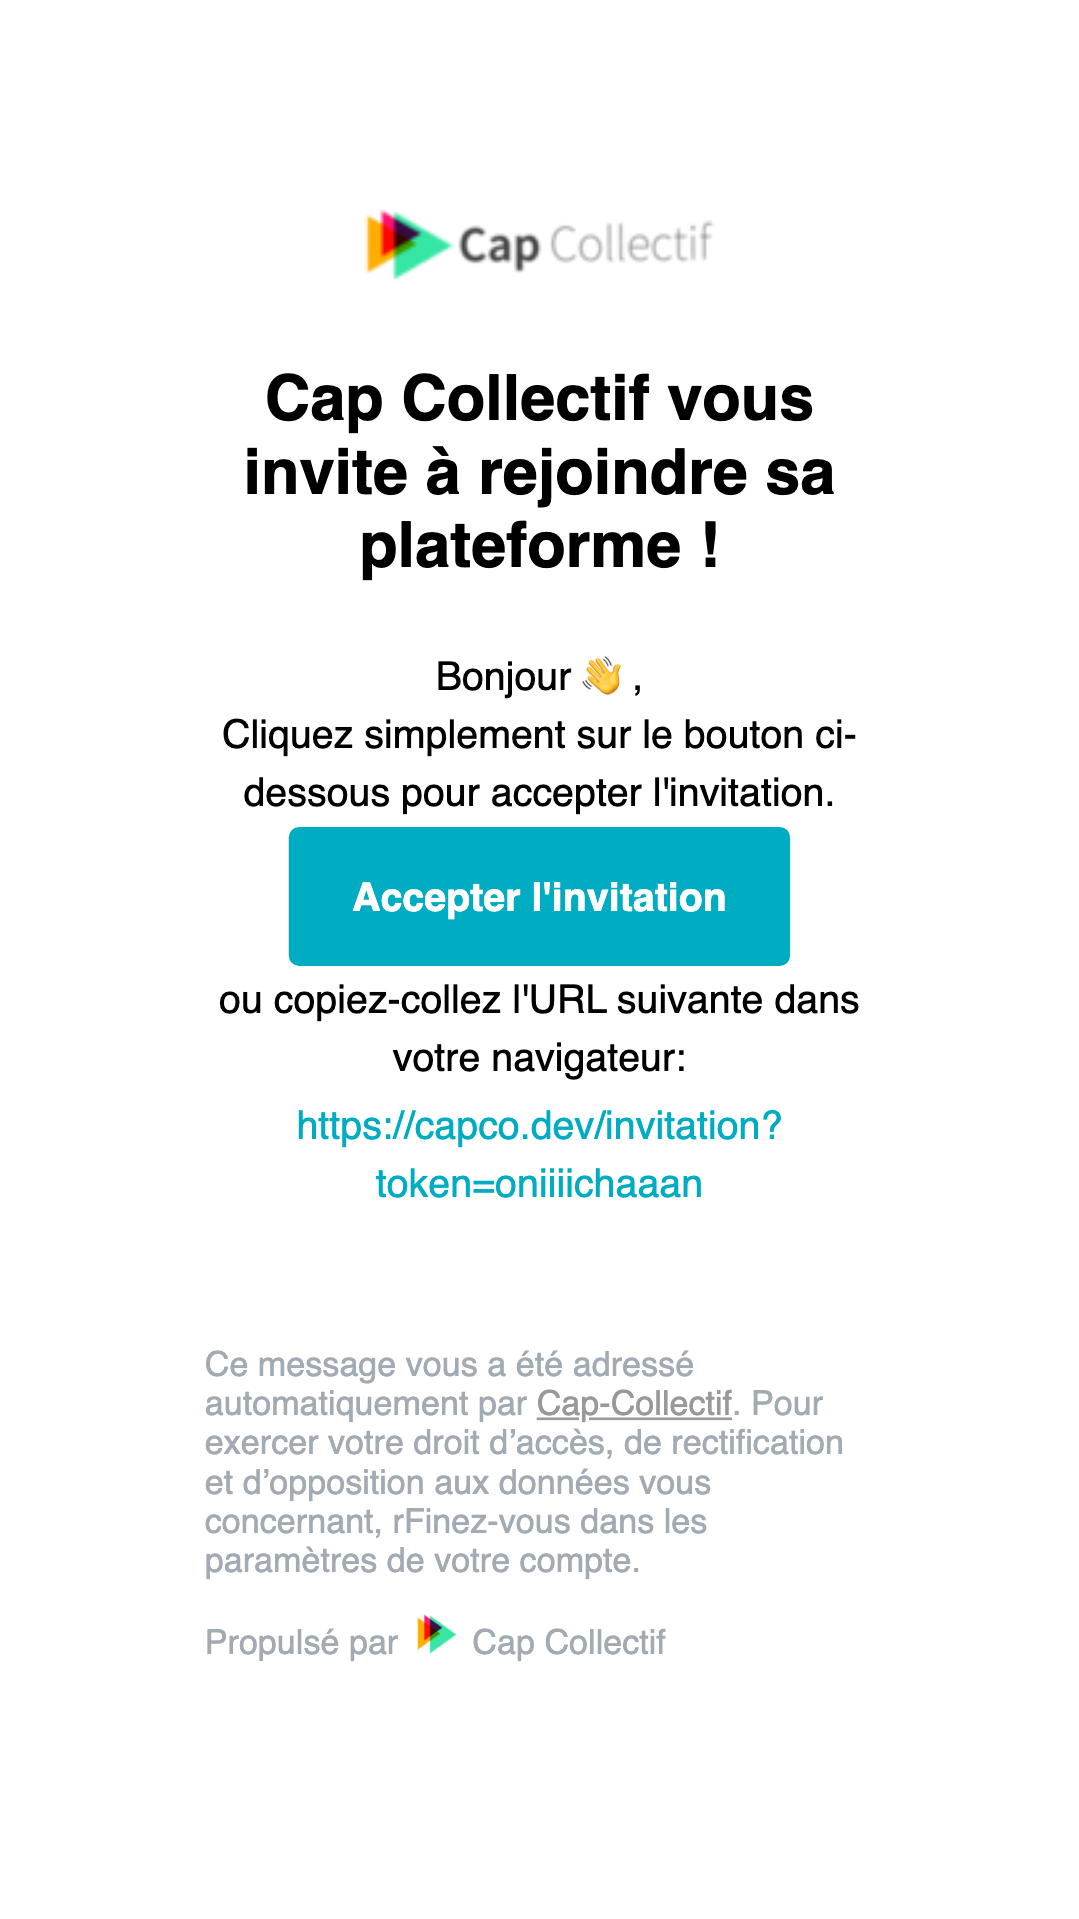 Cap Collectif
Cap Collectif vous
invite à rejoindre sa
plateforme !
Bonjour 👋 ,
Cliquez simplement sur le bouton ci-
dessous pour accepter l'invitation.
Accepter l'invitation
ou copiez-collez l'URL suivante dans
votre navigateur:
https://capco.dev/invitation?
token=oniiiichaaan
Ce message vous a été adressé
automatiquement par Cap-Collectif. Pour
exercer votre droit d’accès, de rectification
et d’opposition aux données vous
concernant, rFinez-vous dans les
paramètres de votre compte.
Propulsé par Cap Collectif